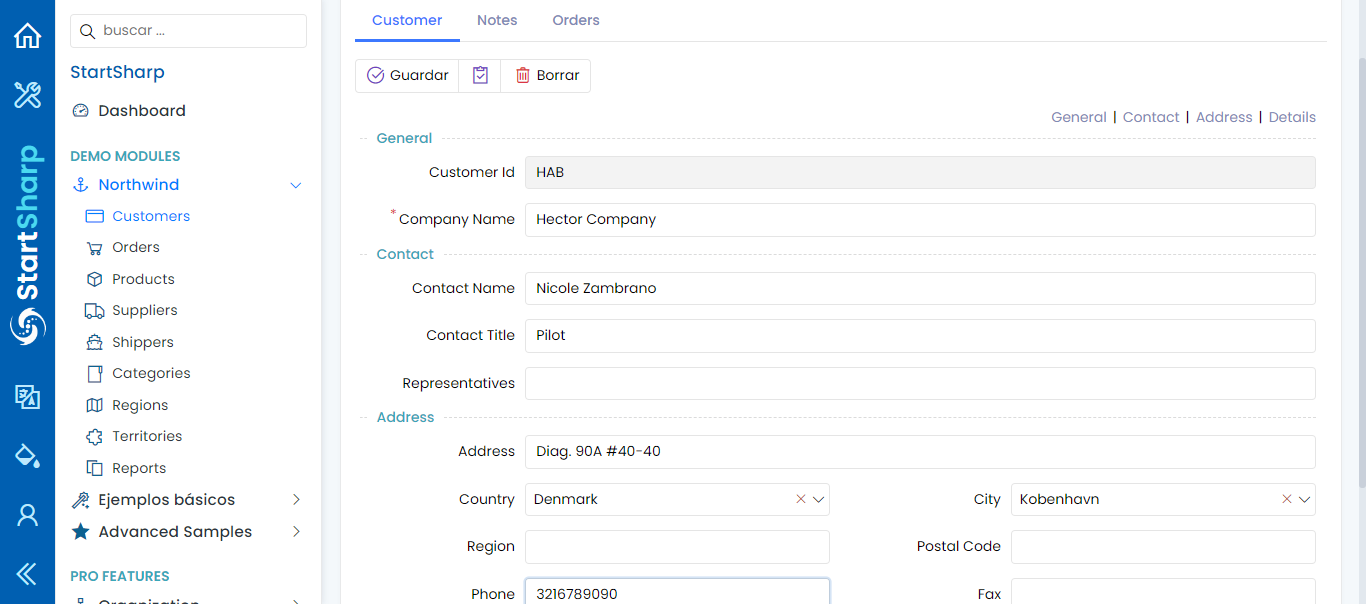 StartSharp
buscar ...
StartSharp
Dashboard
DEMO MODULES
Northwind
Customers
Orders
Products
Suppliers
Shippers
Categories
Regions
Territories
Reports
Ejemplos básicos
Advanced Samples
PRO FEATURES
Organization
Customer Notes Orders
Guardar Borrar
General | Contact | Address | Details
General
Customer Id HAB
* Company Name Hector Company
Contact
Contact Name Nicole Zambrano
Contact Title Pilot
Representatives
Address
Address Diag. 90A #40-40
Country Denmark City Kobenhavn
Region Postal Code
Phone 3216789090 Fax